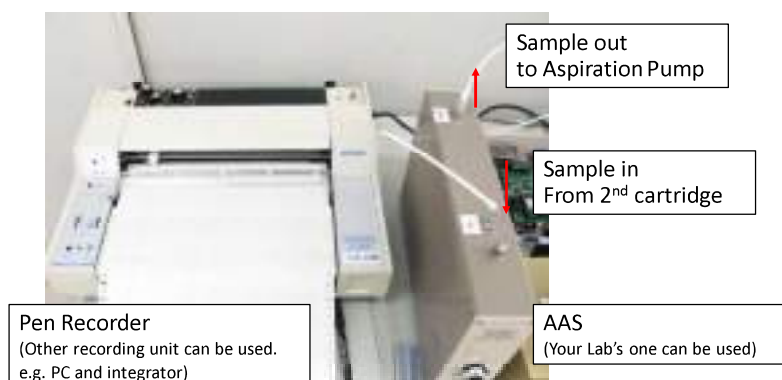 Sample out
to Aspiration Pump
Sample in
From 2nd cartridge
Pen Recorder
(Other recording unit can be used.
e.g. PC and integrator)
AAS
(Your Lab's one can be used)